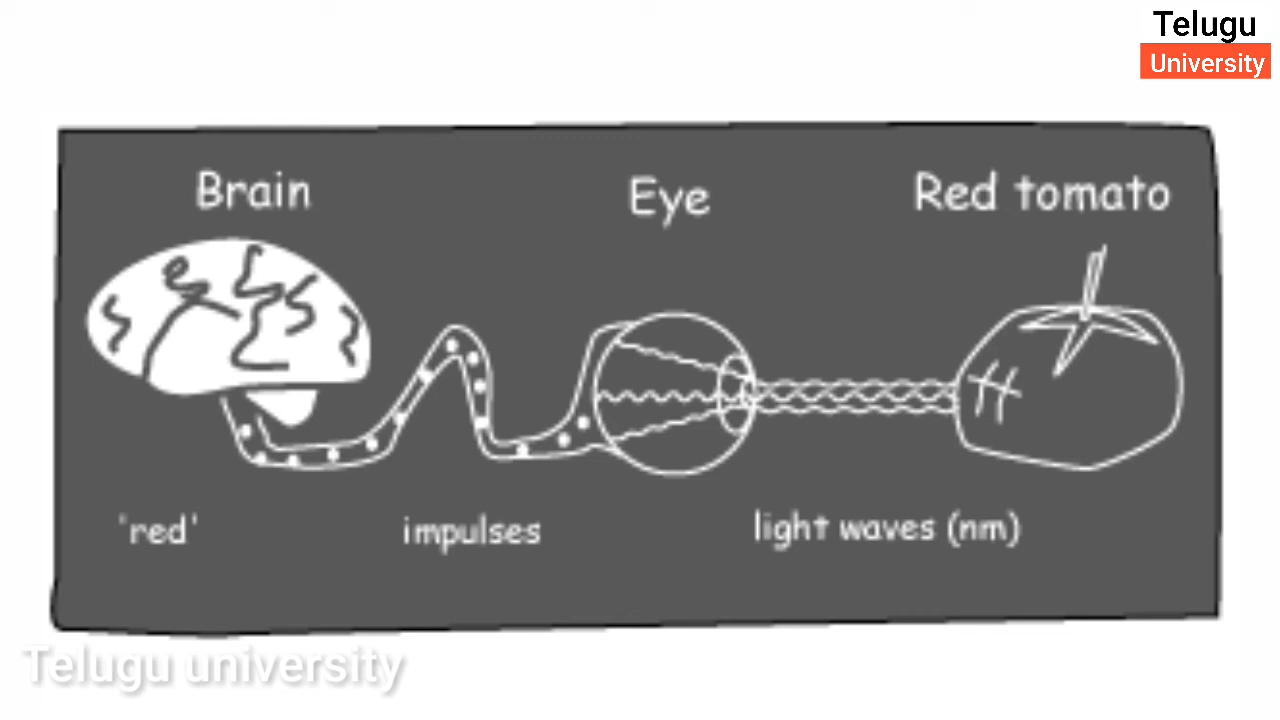 Telugu
University
Brain
Eye
Red tomato
'red'
impulses
light waves (nm)
Telugu university